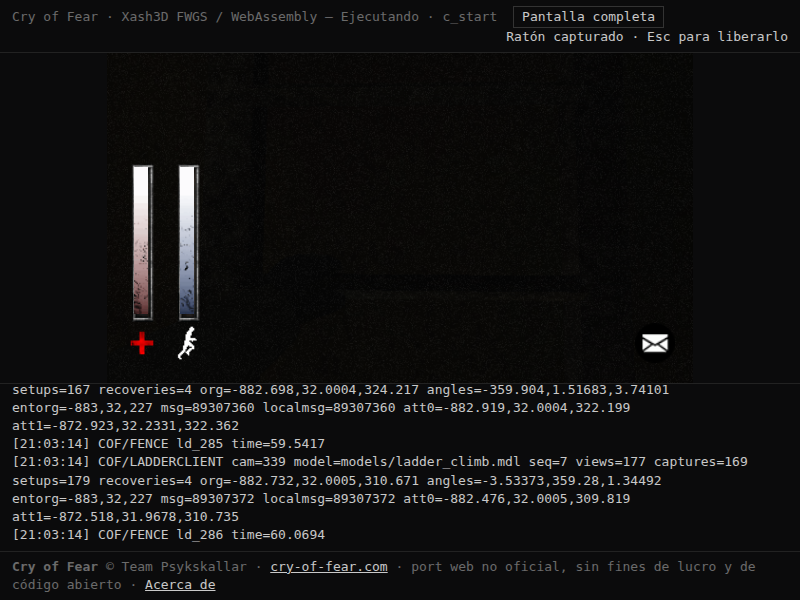 Cry of Fear · Xash3D FWGS / WebAssembly — Ejecutando · c_start Pantalla completa
Ratón capturado · Esc para liberarlo
setups=167 recoveries=4 org=-882.698,32.0004,324.217 angles=-359.904,1.51683,3.74101
entorg=-883,32,227 msg=89307360 localmsg=89307360 att0=-882.919,32.0004,322.199
att1=-872.923,32.2331,322.362
[21:03:14] COF/FENCE ld_285 time=59.5417
[21:03:14] COF/LADDERCLIENT cam=339 model=models/ladder_climb.mdl seq=7 views=177 captures=169
setups=179 recoveries=4 org=-882.732,32.0005,310.671 angles=-3.53373,359.28,1.34492
entorg=-883,32,227 msg=89307372 localmsg=89307372 att0=-882.476,32.0005,309.819
att1=-872.518,31.9678,310.735
[21:03:14] COF/FENCE ld_286 time=60.0694
Cry of Fear © Team Psykskallar · cry-of-fear.com · port web no oficial, sin fines de lucro y de
código abierto · Acerca de